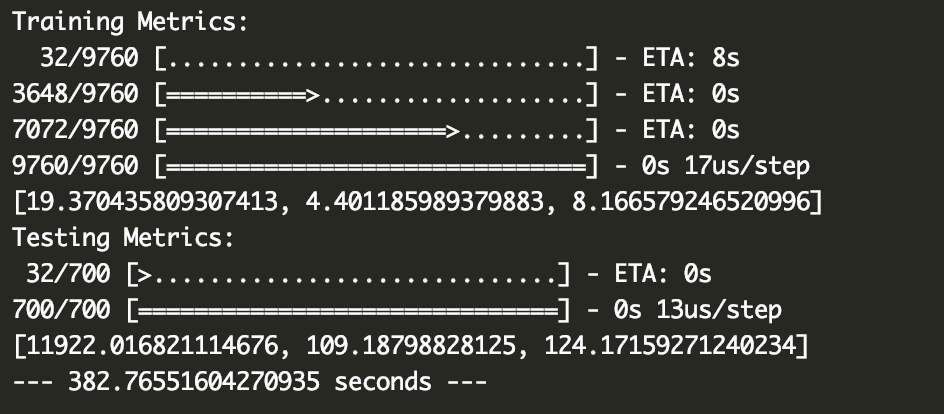 Training Metrics:
32/9760 [..............................] - ETA: 8s
3648/9760 [==========>...................] - ETA: 0s
7072/9760 [====================>.........] - ETA: 0s
9760/9760 [==============================] - 0s 17us/step
[19.370435809307413, 4.401185989379883, 8.166579246520996]
Testing Metrics:
32/700 [>.............................] - ETA: 0s
700/700 [==============================] - 0s 13us/step
[11922.016821114676, 109.18798828125, 124.17159271240234]
--- 382.76551604270935 seconds ---